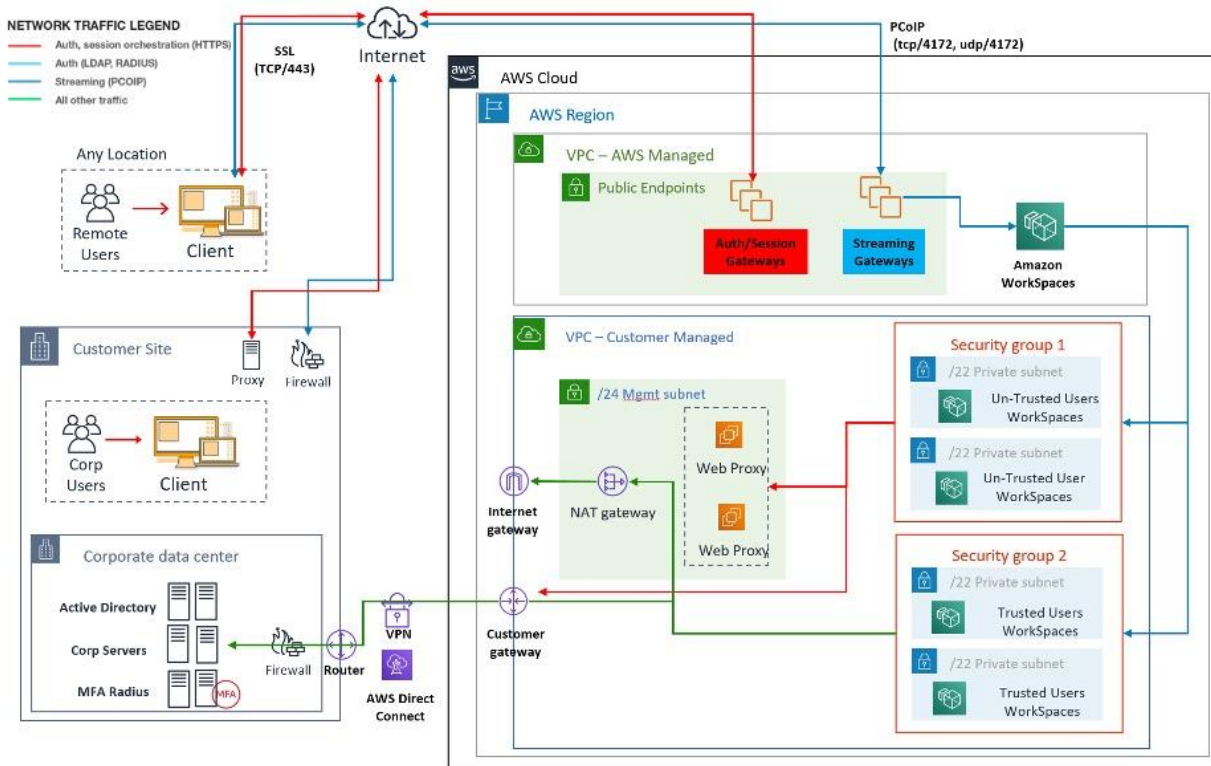 NETWORK TRAFFIC LEGEND
Auth, session orchestration (HTTPS)
Auth (LDAP, RADIUS)
Streaming (PCOIP)
All other traffic
SSL
(TCP/443)
Internet
PCoIP
(tcp/4172, udp/4172)
aws
AWS Cloud
AWS Region
VPC – AWS Managed
Public Endpoints
Auth/Session
Gateways
Streaming
Gateways
Amazon
WorkSpaces
Any Location
Remote
Users
Client
Customer Site
Proxy
Firewall
Corp
Users
Client
Corporate data center
Active Directory
Corp Servers
MFA Radius
MFA
Firewall
Router
VPN
AWS Direct
Connect
VPC – Customer Managed
/24 Mgmt subnet
Web Proxy
Web Proxy
NAT gateway
Internet
gateway
Customer
gateway
Security group 1
/22 Private subnet
Un-Trusted Users
WorkSpaces
/22 Private subnet
Un-Trusted User
WorkSpaces
Security group 2
/22 Private subnet
Trusted Users
WorkSpaces
/22 Private subnet
Trusted Users
WorkSpaces